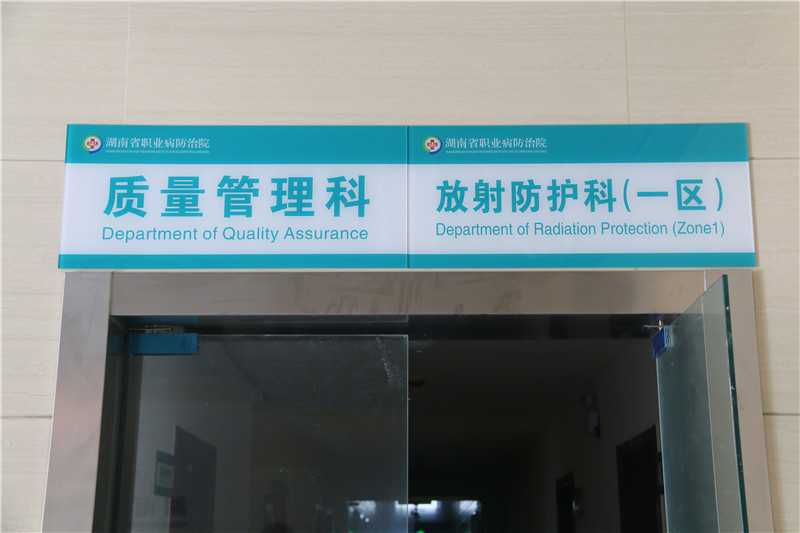 湖南省职业病防治院
质量管理科
Department of Quality Assurance
湖南省职业病防治院
放射防护科(一区)
Department of Radiation Protection (Zone1)